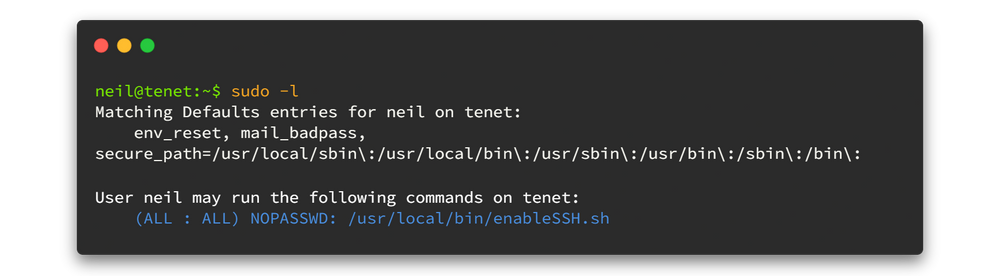 neil@tenet:~$ sudo -l
Matching Defaults entries for neil on tenet:
    env_reset, mail_badpass,
secure_path=/usr/local/sbin\:/usr/local/bin\:/usr/sbin\:/usr/bin\:/sbin\:/bin\:
User neil may run the following commands on tenet:
    (ALL : ALL) NOPASSWD: /usr/local/bin/enableSSH.sh